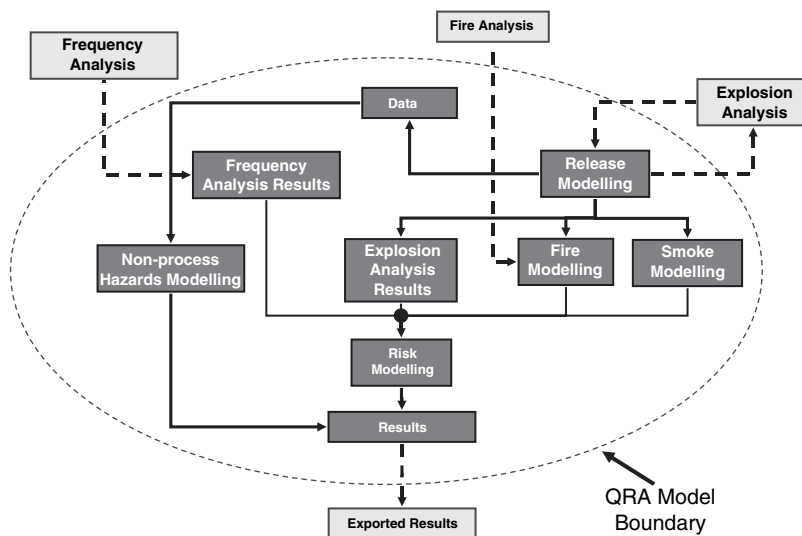 Fire Analysis
Frequency
Analysis
Explosion
Analysis
Data
Frequency
Analysis Results
Release
Modelling
Non-process
Hazards Modelling
Explosion
Analysis
Results
Fire
Modelling
Smoke
Modelling
Risk
Modelling
Results
QRA Model
Boundary
Exported Results